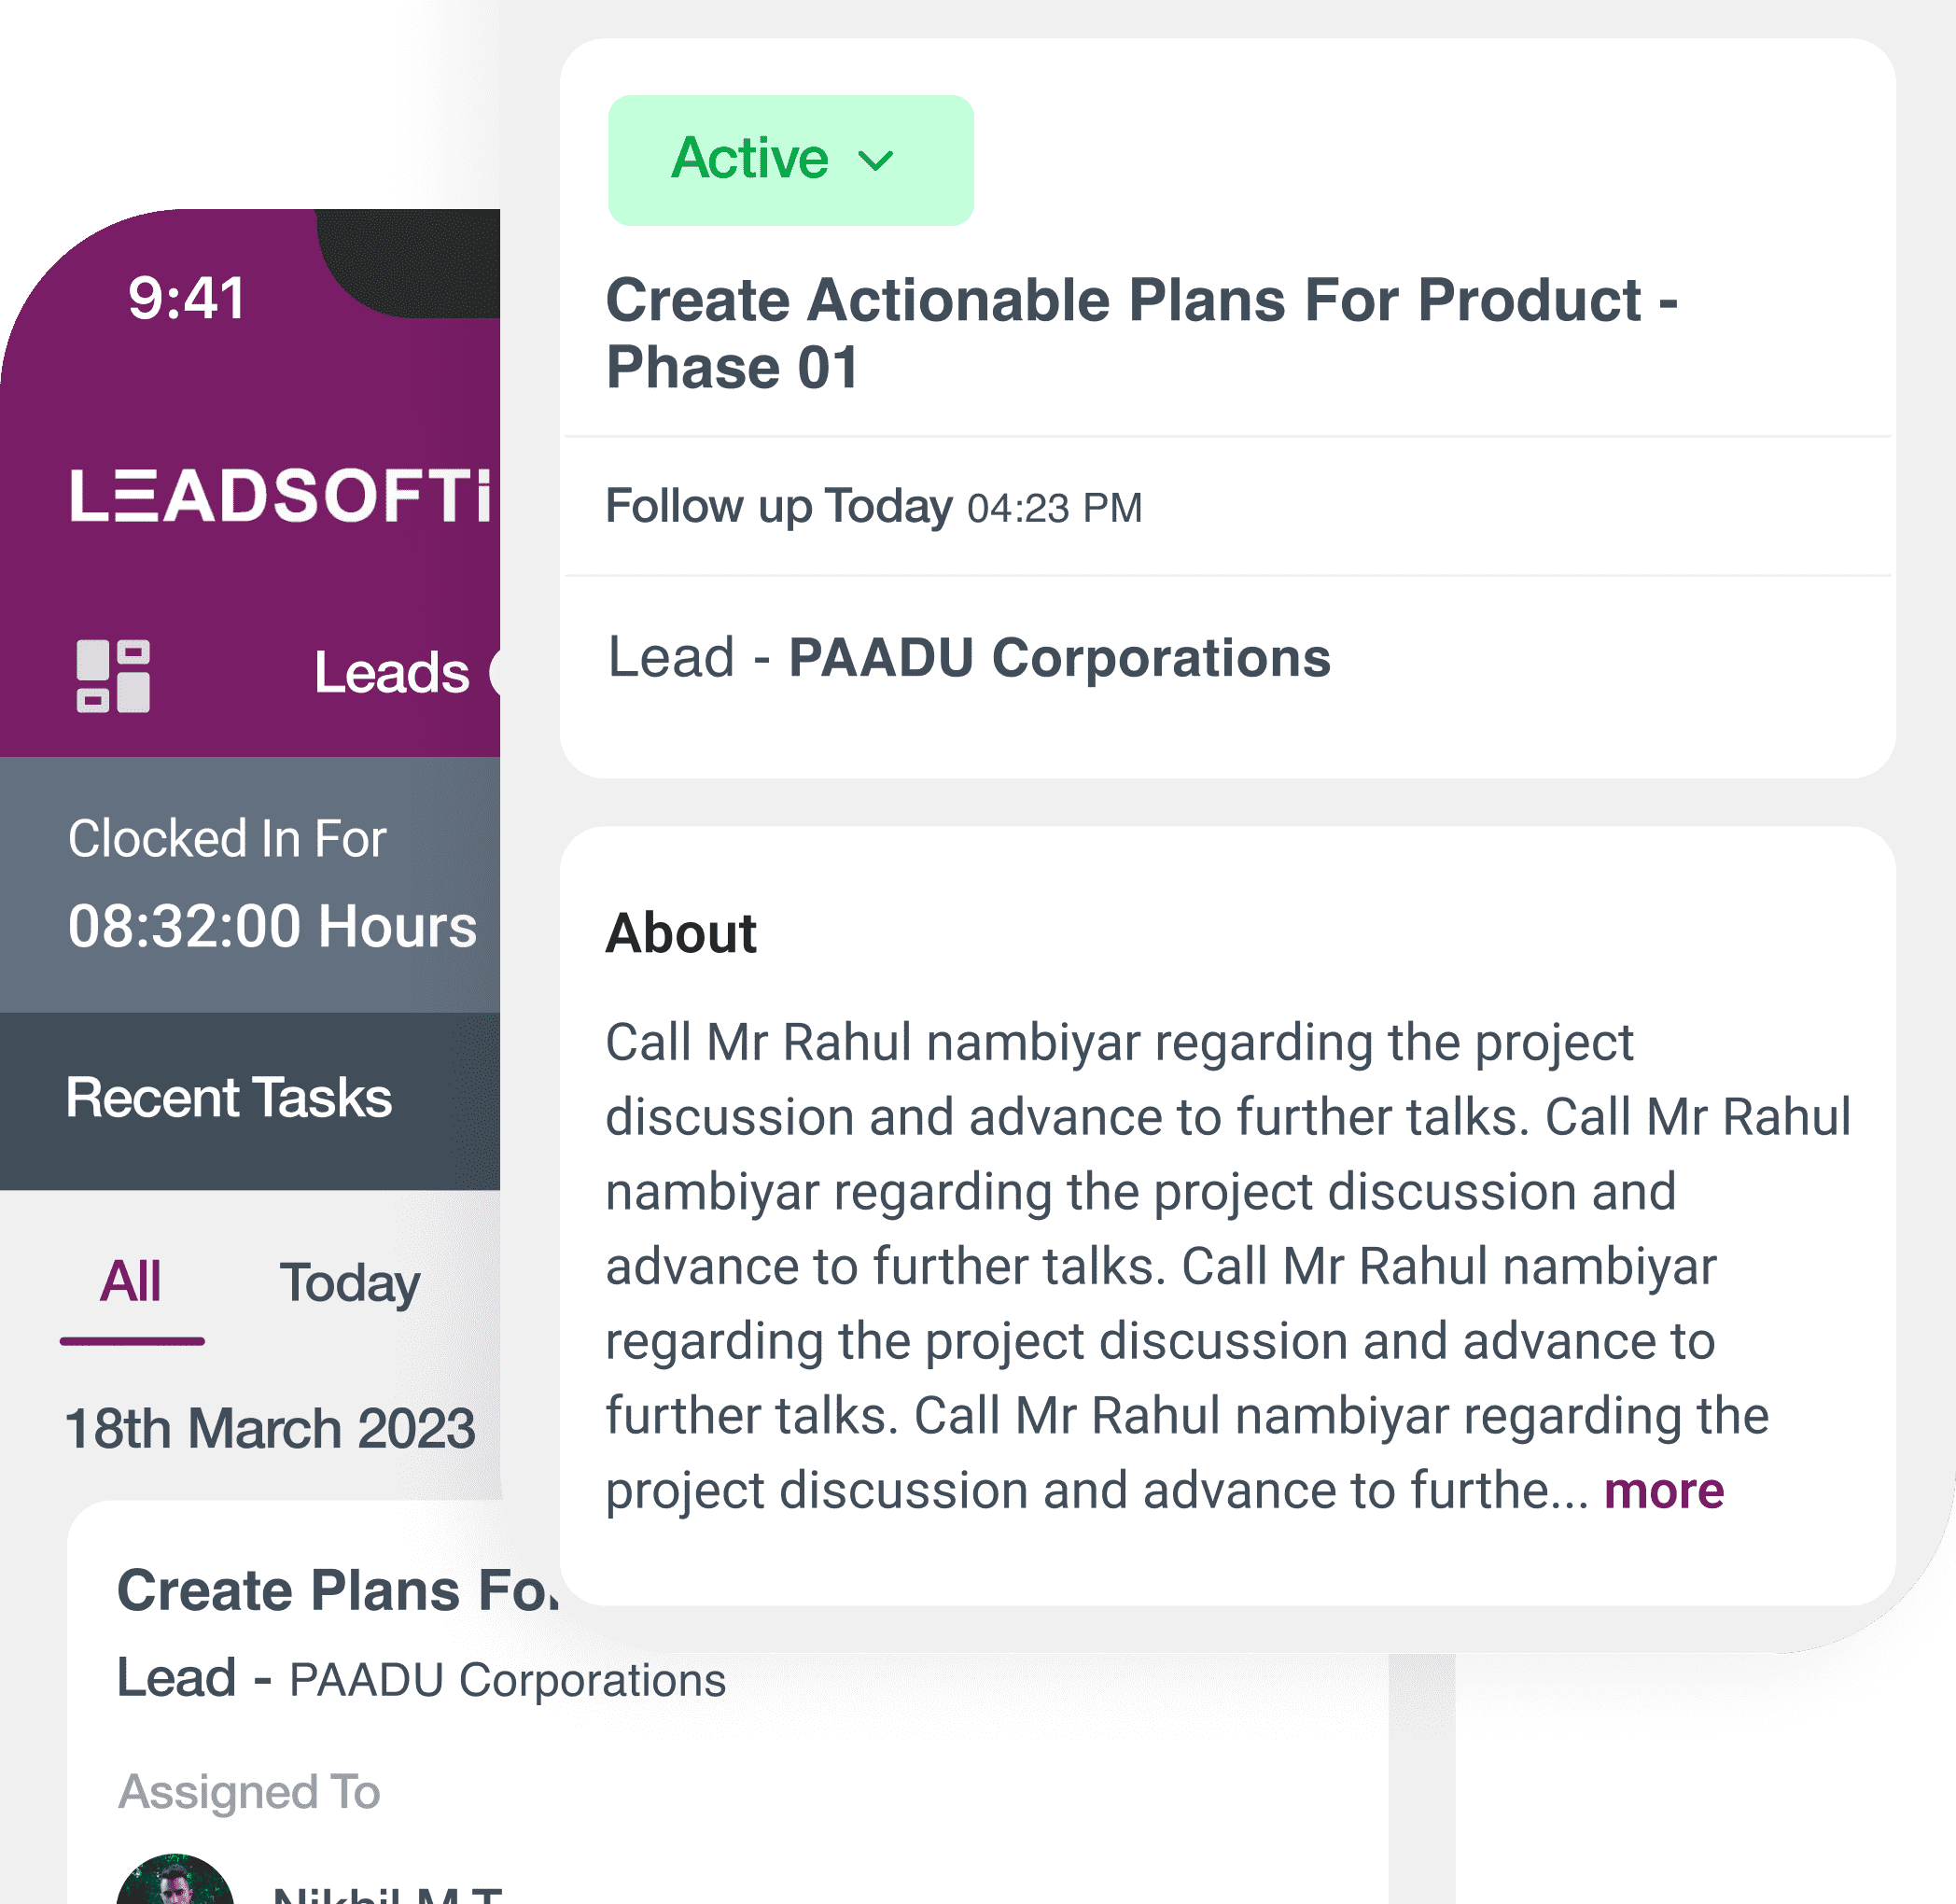 Active
Create Actionable Plans For Product -
Phase 01
Follow up Today 04:23 PM
Lead - PAADU Corporations
About
Call Mr Rahul nambiyar regarding the project
discussion and advance to further talks. Call Mr Rahul
nambiyar regarding the project discussion and
advance to further talks. Call Mr Rahul nambiyar
regarding the project discussion and advance to
further talks. Call Mr Rahul nambiyar regarding the
project discussion and advance to furthe... more
9:41
LEADSOFTi
Leads
Clocked In For
08:32:00 Hours
Recent Tasks
All Today
18th March 2023
Create Plans Fo
Lead - PAADU Corporations
Assigned To
Nikhil M T